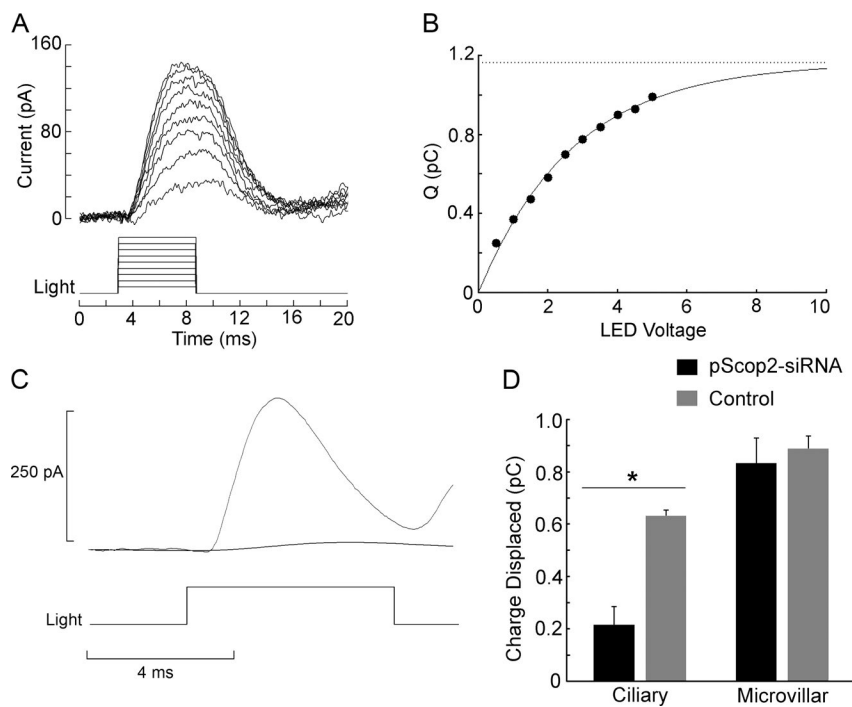 A
160
80
0
Current (pA)
Light
0 4 8 12 16 20
Time (ms)
B
1.2
0.8
0.4
0
Q (pC)
0 2 4 6 8 10
LED Voltage
C
250 pA
Light
4 ms
D
pScop2-siRNA
Control
1.0
0.8
0.6
0.4
0.2
0
Charge Displaced (pC)
*
Ciliary Microvillar